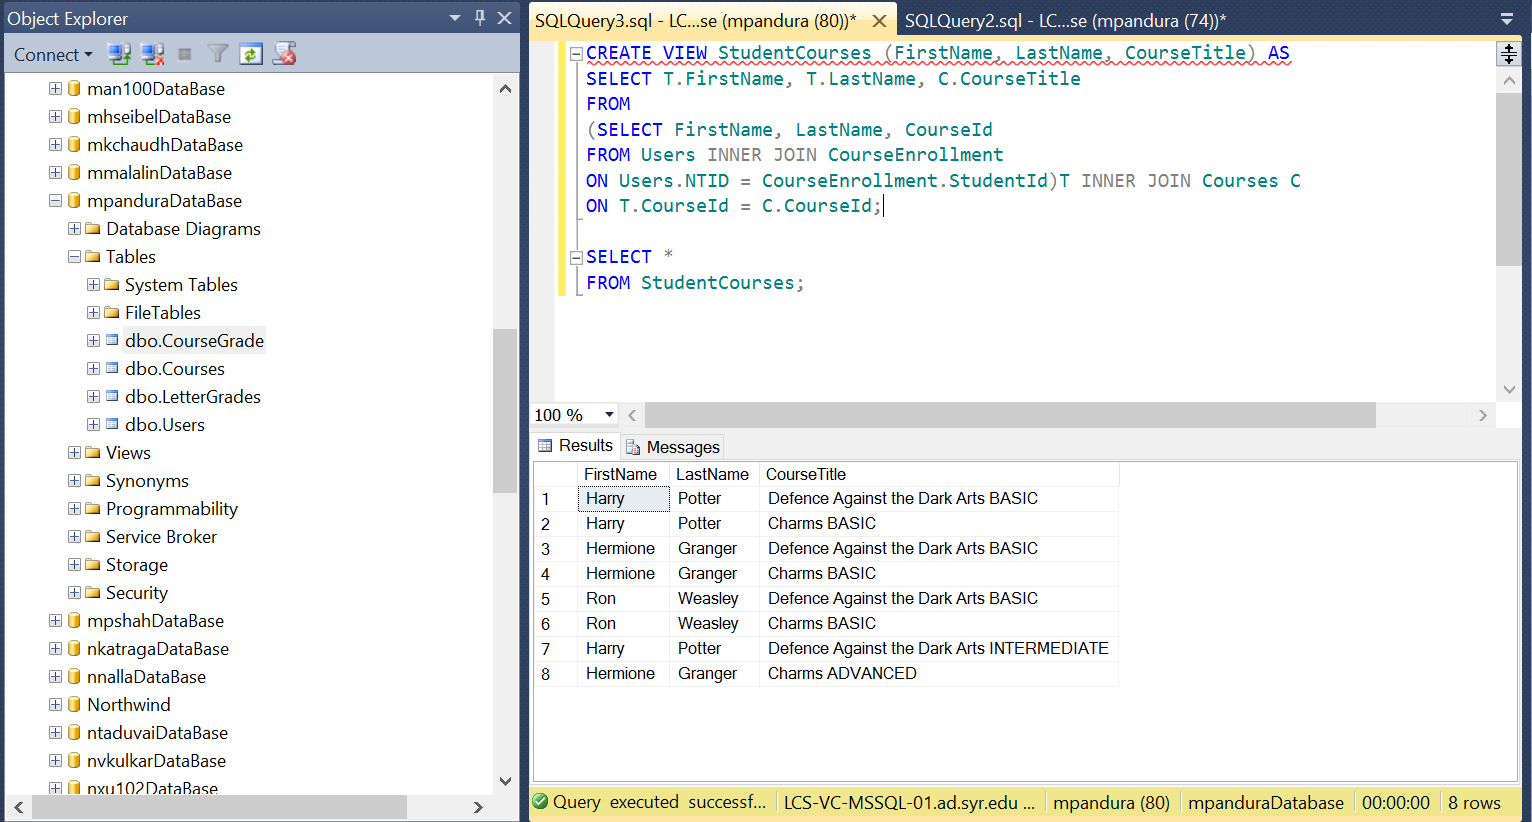 Object Explorer
Connect
man100DataBase
mhseibelDataBase
mkchaudhDataBase
mmalalinDataBase
mpanduraDataBase
Database Diagrams
Tables
System Tables
FileTables
dbo.CourseGrade
dbo.Courses
dbo.LetterGrades
dbo.Users
Views
Synonyms
Programmability
Service Broker
Storage
Security
mpshahDataBase
nkatragaDataBase
nnallaDataBase
Northwind
ntaduvaiDataBase
nvkulkarDataBase
nxu102DataBase
SQLQuery3.sql - LC...se (mpandura (80))* SQLQuery2.sql - LC...se (mpandura (74))*
CREATE VIEW StudentCourses (FirstName, LastName, CourseTitle) AS
SELECT T.FirstName, T.LastName, C.CourseTitle
FROM
(SELECT FirstName, LastName, CourseId
FROM Users INNER JOIN CourseEnrollment
ON Users.NTID = CourseEnrollment.StudentId)T INNER JOIN Courses C
ON T.CourseId = C.CourseId;
SELECT *
FROM StudentCourses;
100 %
Results Messages
FirstName LastName CourseTitle
1 Harry Potter Defence Against the Dark Arts BASIC
2 Harry Potter Charms BASIC
3 Hermione Granger Defence Against the Dark Arts BASIC
4 Hermione Granger Charms BASIC
5 Ron Weasley Defence Against the Dark Arts BASIC
6 Ron Weasley Charms BASIC
7 Harry Potter Defence Against the Dark Arts INTERMEDIATE
8 Hermione Granger Charms ADVANCED
Query executed successf... LCS-VC-MSSQL-01.ad.syr.edu ... mpandura (80) mpanduraDatabase 00:00:00 8 rows